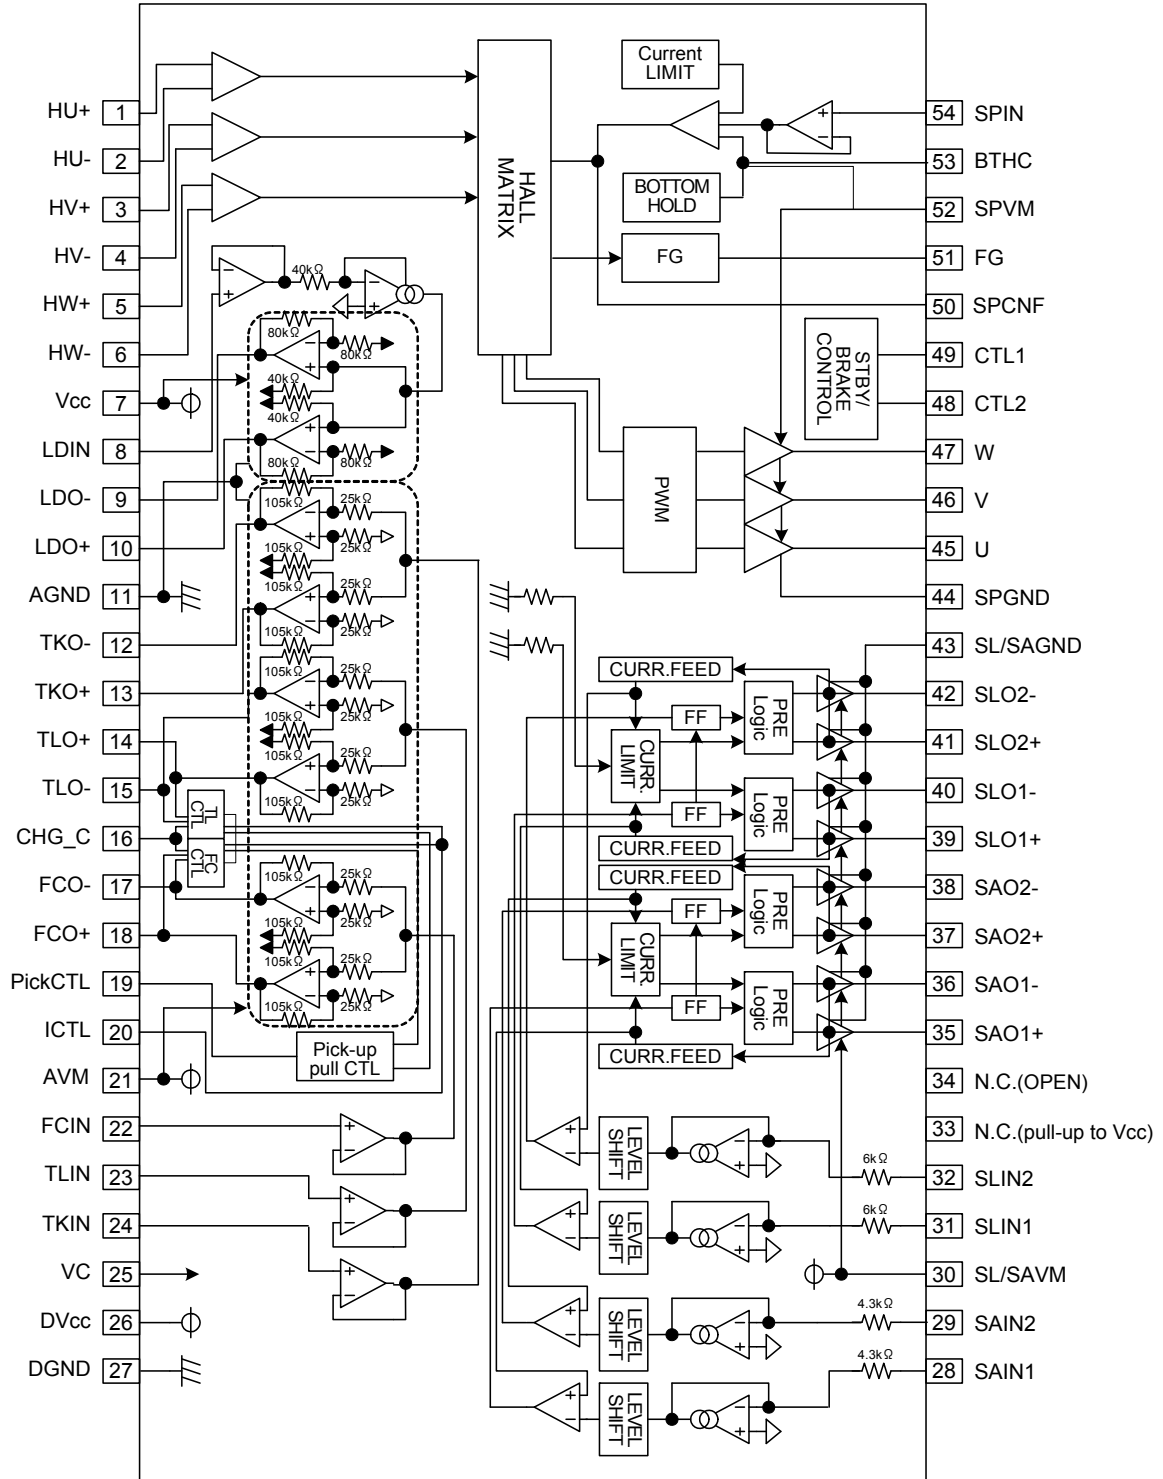 HU+ 1
HU- 2
HV+ 3
HV- 4
HW+ 5
HW- 6
Vcc 7
LDIN 8
LDO- 9
LDO+ 10
AGND 11
TKO- 12
TKO+ 13
TLO+ 14
TLO- 15
CHG_C 16
FCO- 17
FCO+ 18
PickCTL 19
ICTL 20
AVM 21
FCIN 22
TLIN 23
TKIN 24
VC 25
DVcc 26
DGND 27
54 SPIN
53 BTHC
52 SPVM
51 FG
50 SPCNF
49 CTL1
48 CTL2
47 W
46 V
45 U
44 SPGND
43 SL/SAGND
42 SLO2-
41 SLO2+
40 SLO1-
39 SLO1+
38 SAO2-
37 SAO2+
36 SAO1-
35 SAO1+
34 N.C.(OPEN)
33 N.C.(pull-up to Vcc)
32 SLIN2
31 SLIN1
30 SL/SAVM
29 SAIN2
28 SAIN1
HALL
MATRIX
Current
LIMIT
+
-
BOTTOM
HOLD
FG
STBY/
BRAKE
CONTROL
PWM
-
+
40kΩ
-
+
80kΩ
-
+
80kΩ
40kΩ
40kΩ
+
-
80kΩ
80kΩ
105kΩ
25kΩ
-
+
105kΩ
25kΩ
105kΩ
25kΩ
+
-
105kΩ
25kΩ
25kΩ
-
+
105kΩ
25kΩ
105kΩ
25kΩ
+
-
105kΩ
25kΩ
TL
CTL
FC
CTL
105kΩ
25kΩ
-
+
105kΩ
25kΩ
25kΩ
+
-
105kΩ
25kΩ
Pick-up
pull CTL
+
-
+
-
+
-
CURR.FEED
FF
PRE
Logic
CURR.
LIMIT
FF
PRE
Logic
CURR.FEED
CURR.FEED
FF
PRE
Logic
CURR.
LIMIT
FF
PRE
Logic
CURR.FEED
+
-
LEVEL
SHIFT
-
+
6kΩ
+
-
LEVEL
SHIFT
-
+
6kΩ
+
-
LEVEL
SHIFT
-
+
4.3kΩ
+
-
LEVEL
SHIFT
-
+
4.3kΩ